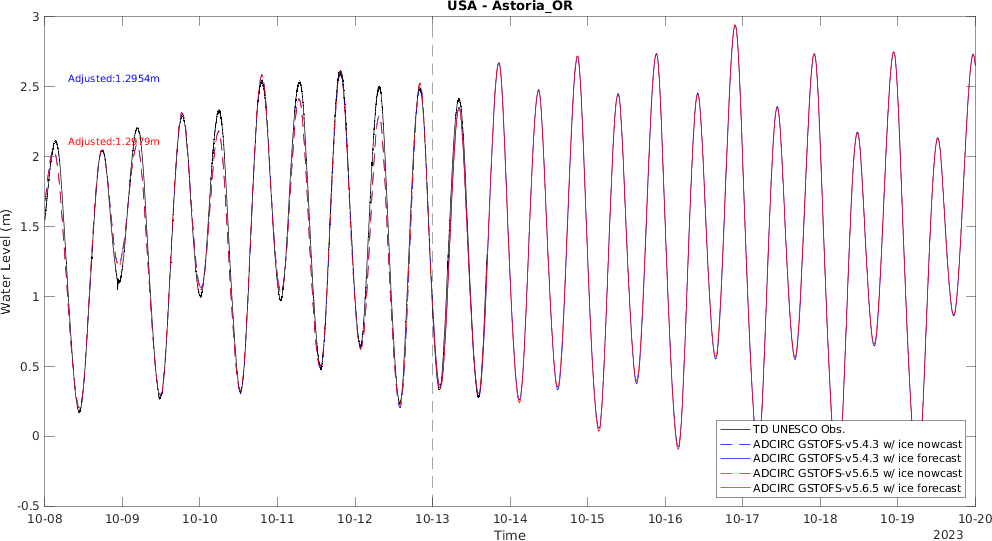 USA - Astoria_OR
3
2.5
2
1.5
1
0.5
0
-0.5
Water Level (m)
Adjusted:1.2954m
Adjusted:1.2979m
TD UNESCO Obs.
ADCIRC GSTOFS-v5.4.3 w/ ice nowcast
ADCIRC GSTOFS-v5.4.3 w/ ice forecast
ADCIRC GSTOFS-v5.6.5 w/ ice nowcast
ADCIRC GSTOFS-v5.6.5 w/ ice forecast
10-08 10-09 10-10 10-11 10-12 10-13 10-14 10-15 10-16 10-17 10-18 10-19 10-20
Time
2023